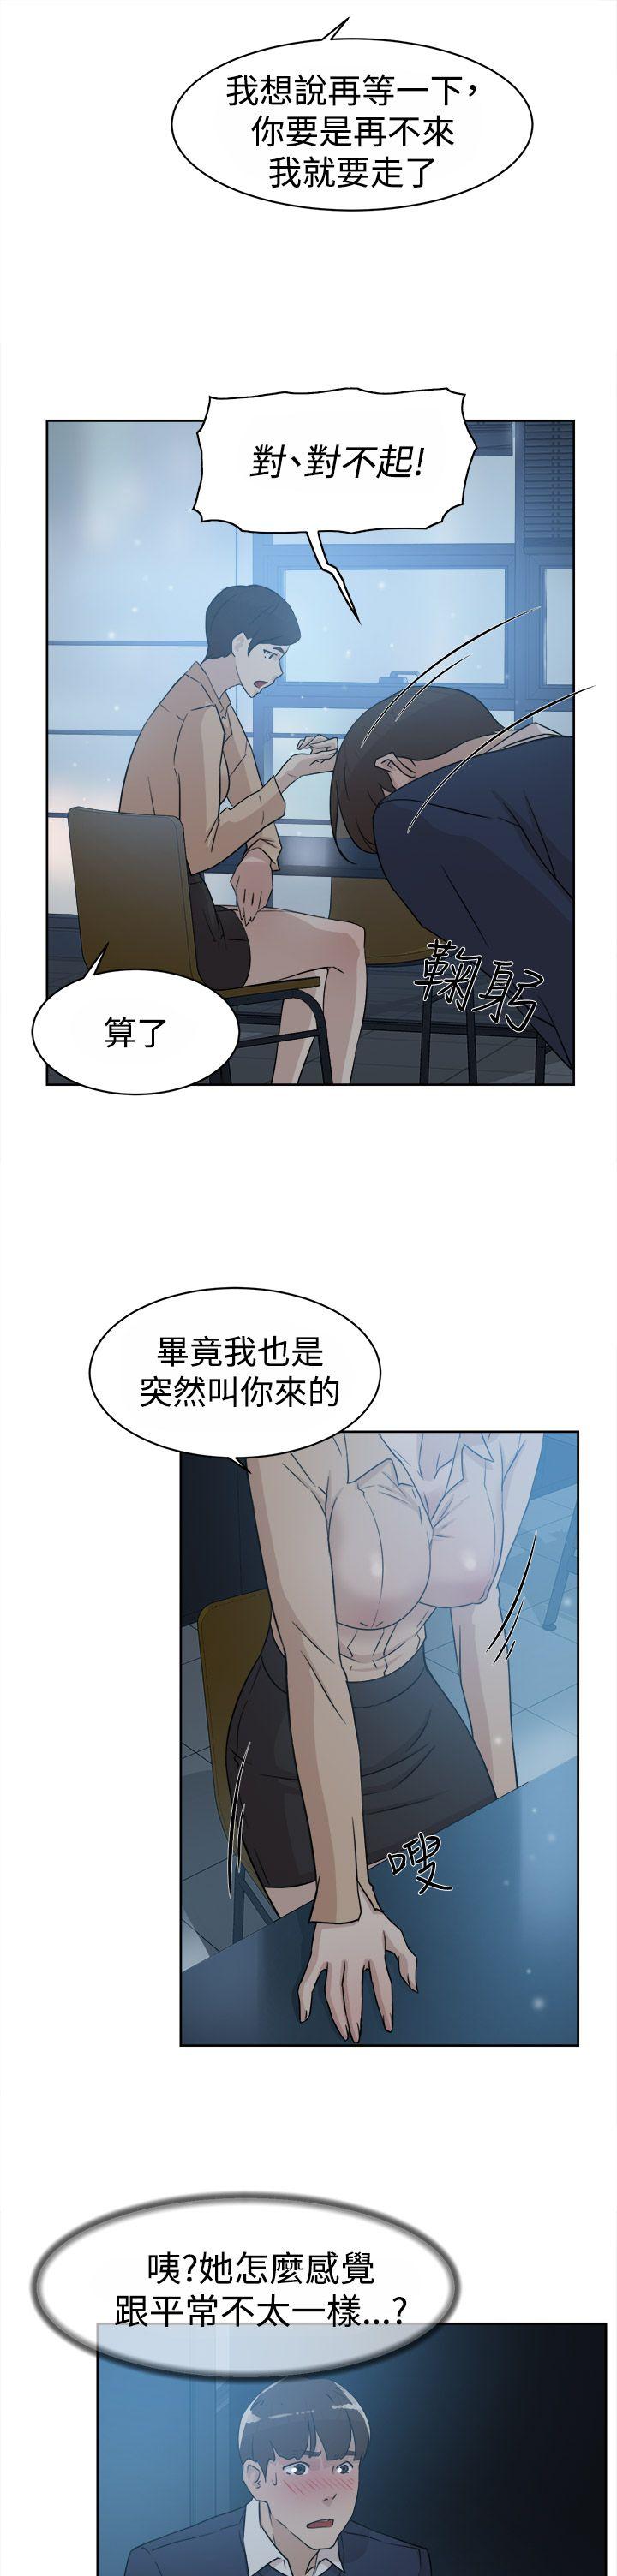 我想說再等一下，
你要是再不來
我就要走了
對、對不起!
鞠躬
算了
畢竟我也是
突然叫你來的
嗖
咦?她怎麼感覺
跟平常不太一樣...?